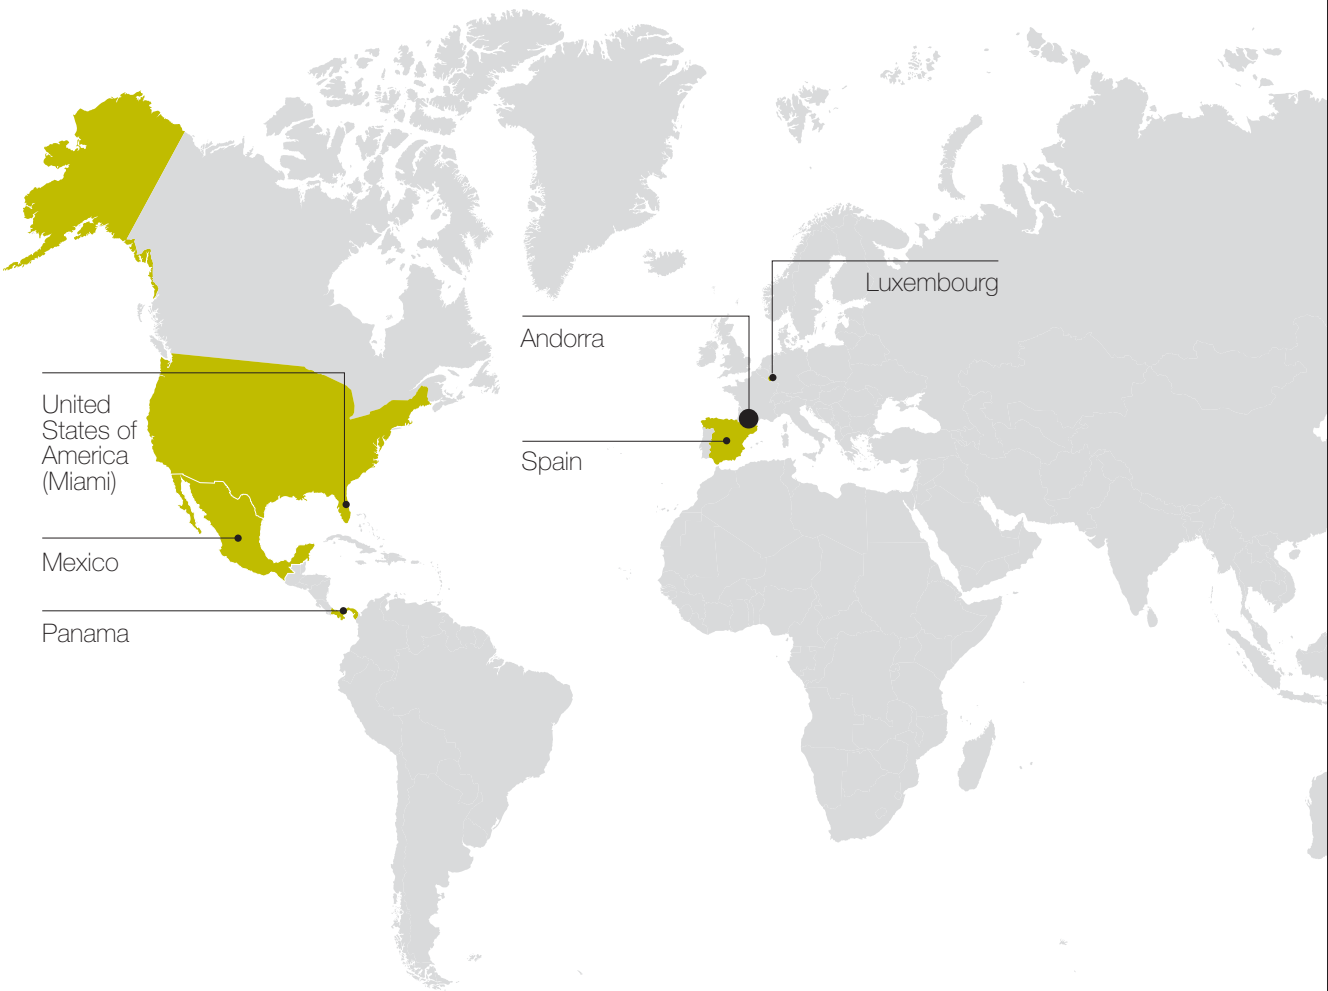 Luxembourg
Andorra
United
States of
America
(Miami)
Spain
Mexico
Panama